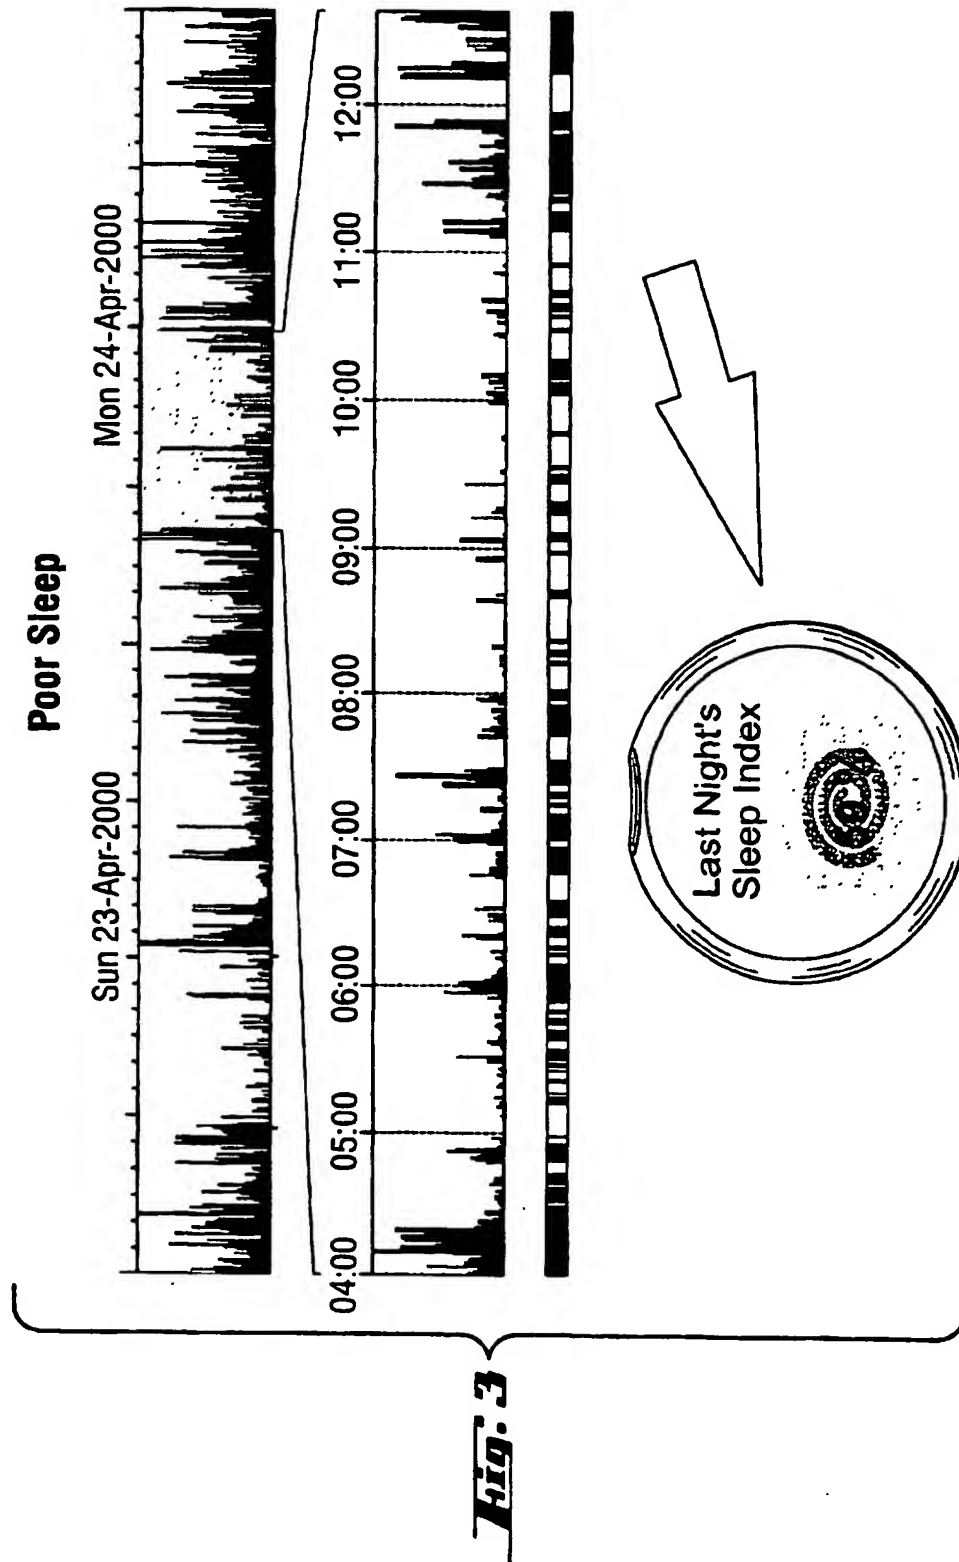 Poor Sleep
Sun 23-Apr-2000 Mon 24-Apr-2000
04:00 05:00 06:00 07:00 08:00 09:00 10:00 11:00 12:00
Last Night's
Sleep Index
Fig. 3